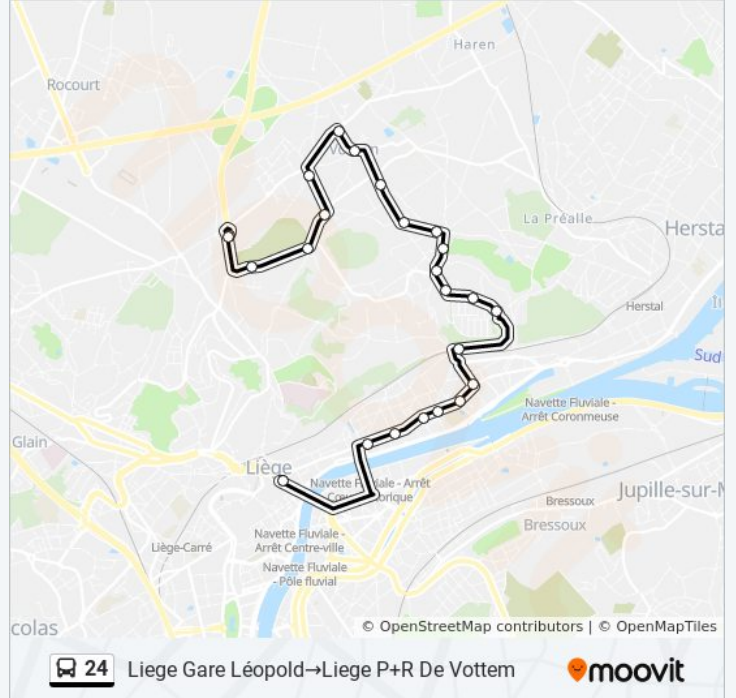 Haren
Rocourt
La Préalle
Hersta
Herstal
Sud
Navette Fluviale -
Arrêt Coronmeuse
Glain
Liège
Navette Fluviale - Arrêt
Jupille-sur-M
Bressoux
Bressoux
Navette Fluviale -
Arrêt Centre-ville
Liège-Carré
Navette Fluviale
- Pôle fluvial
colas
© OpenStreetMap contributors | © OpenMapTiles
24 Liege Gare Léopold→Liege P+R De Vottem
moovit